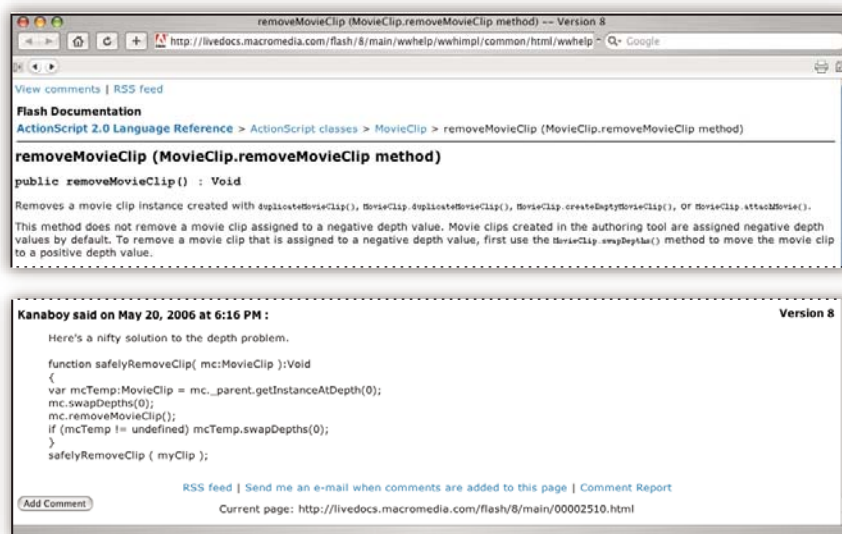 removeMovieClip (MovieClip.removeMovieClip method) -- Version 8
http://livedocs.macromedia.com/flash/8/main/wwhelp/wwhimpl/common/html/wwhelp
Google
View comments | RSS feed
Flash Documentation
ActionScript 2.0 Language Reference > ActionScript classes > MovieClip > removeMovieClip (MovieClip.removeMovieClip method)
removeMovieClip (MovieClip.removeMovieClip method)
public removeMovieClip() : Void
Removes a movie clip instance created with duplicateMovieClip(), MovieClip.duplicateMovieClip(), MovieClip.createEmptyMovieClip(), or MovieClip.attachMovie().
This method does not remove a movie clip assigned to a negative depth value. Movie clips created in the authoring tool are assigned negative depth
values by default. To remove a movie clip that is assigned to a negative depth value, first use the MovieClip.swapDepths() method to move the movie clip
to a positive depth value.
Kanaboy said on May 20, 2006 at 6:16 PM :
Version 8
Here's a nifty solution to the depth problem.
function safelyRemoveClip( mc:MovieClip ):Void
{
var mcTemp:MovieClip = mc._parent.getInstanceAtDepth(0);
mc.swapDepths(0);
mc.removeMovieClip();
if (mcTemp != undefined) mcTemp.swapDepths(0);
}
safelyRemoveClip ( myClip );
RSS feed | Send me an e-mail when comments are added to this page | Comment Report
Add Comment
Current page: http://livedocs.macromedia.com/flash/8/main/00002510.html